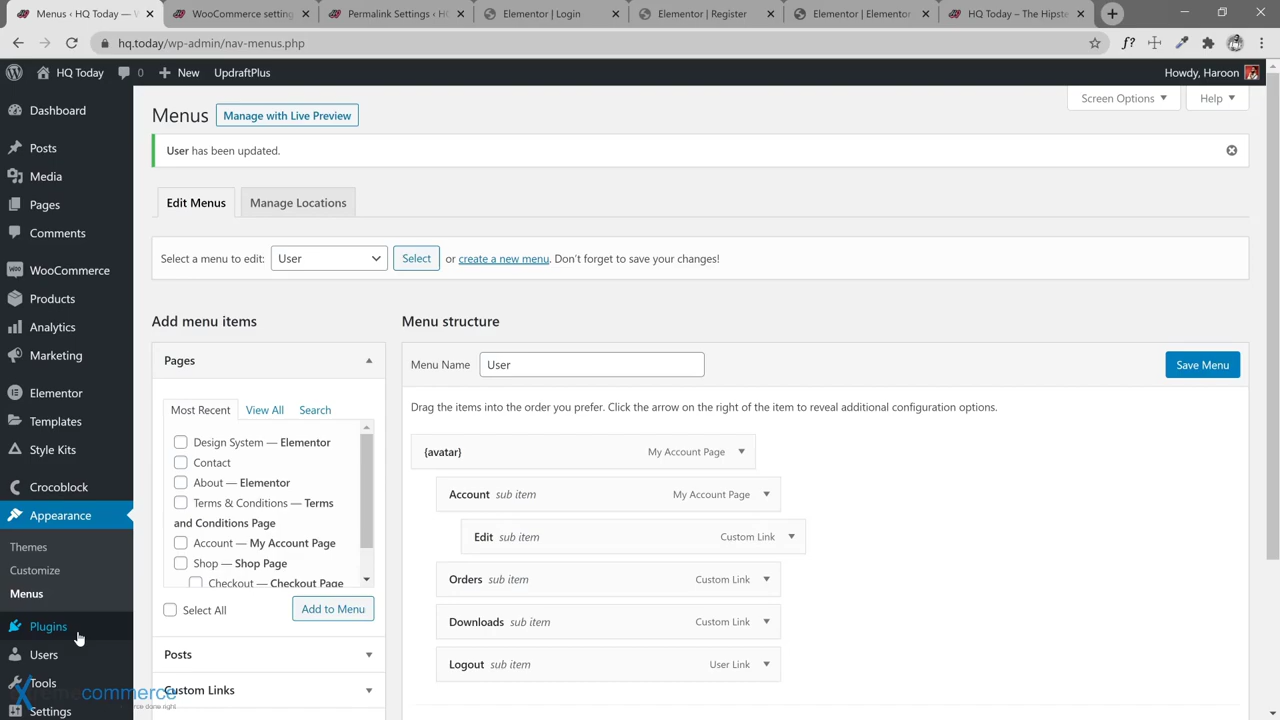 Menus ‹ HQ Today — W
WooCommerce setting
Permalink Settings ‹ HQ
Elementor | Login
Elementor | Register
Elementor | Elementor
HQ Today – The Hipste
hq.today/wp-admin/nav-menus.php
HQ Today
0
New
UpdraftPlus
Howdy, Haroon
Dashboard
Posts
Media
Pages
Comments
WooCommerce
Products
Analytics
Marketing
Elementor
Templates
Style Kits
Crocoblock
Appearance
Themes
Customize
Menus
Plugins
Users
Tools
Settings
Screen Options
Help
Menus
Manage with Live Preview
User has been updated.
Edit Menus
Manage Locations
Select a menu to edit: User Select or create a new menu. Don't forget to save your changes!
Add menu items
Pages
Most Recent
View All
Search
Design System — Elementor
Contact
About — Elementor
Terms & Conditions — Terms
and Conditions Page
Account — My Account Page
Shop — Shop Page
Checkout — Checkout Page
Select All
Add to Menu
Posts
Custom Links
Menu structure
Menu Name User
Save Menu
Drag the items into the order you prefer. Click the arrow on the right of the item to reveal additional configuration options.
{avatar} My Account Page
Account sub item My Account Page
Edit sub item Custom Link
Orders sub item Custom Link
Downloads sub item Custom Link
Logout sub item User Link